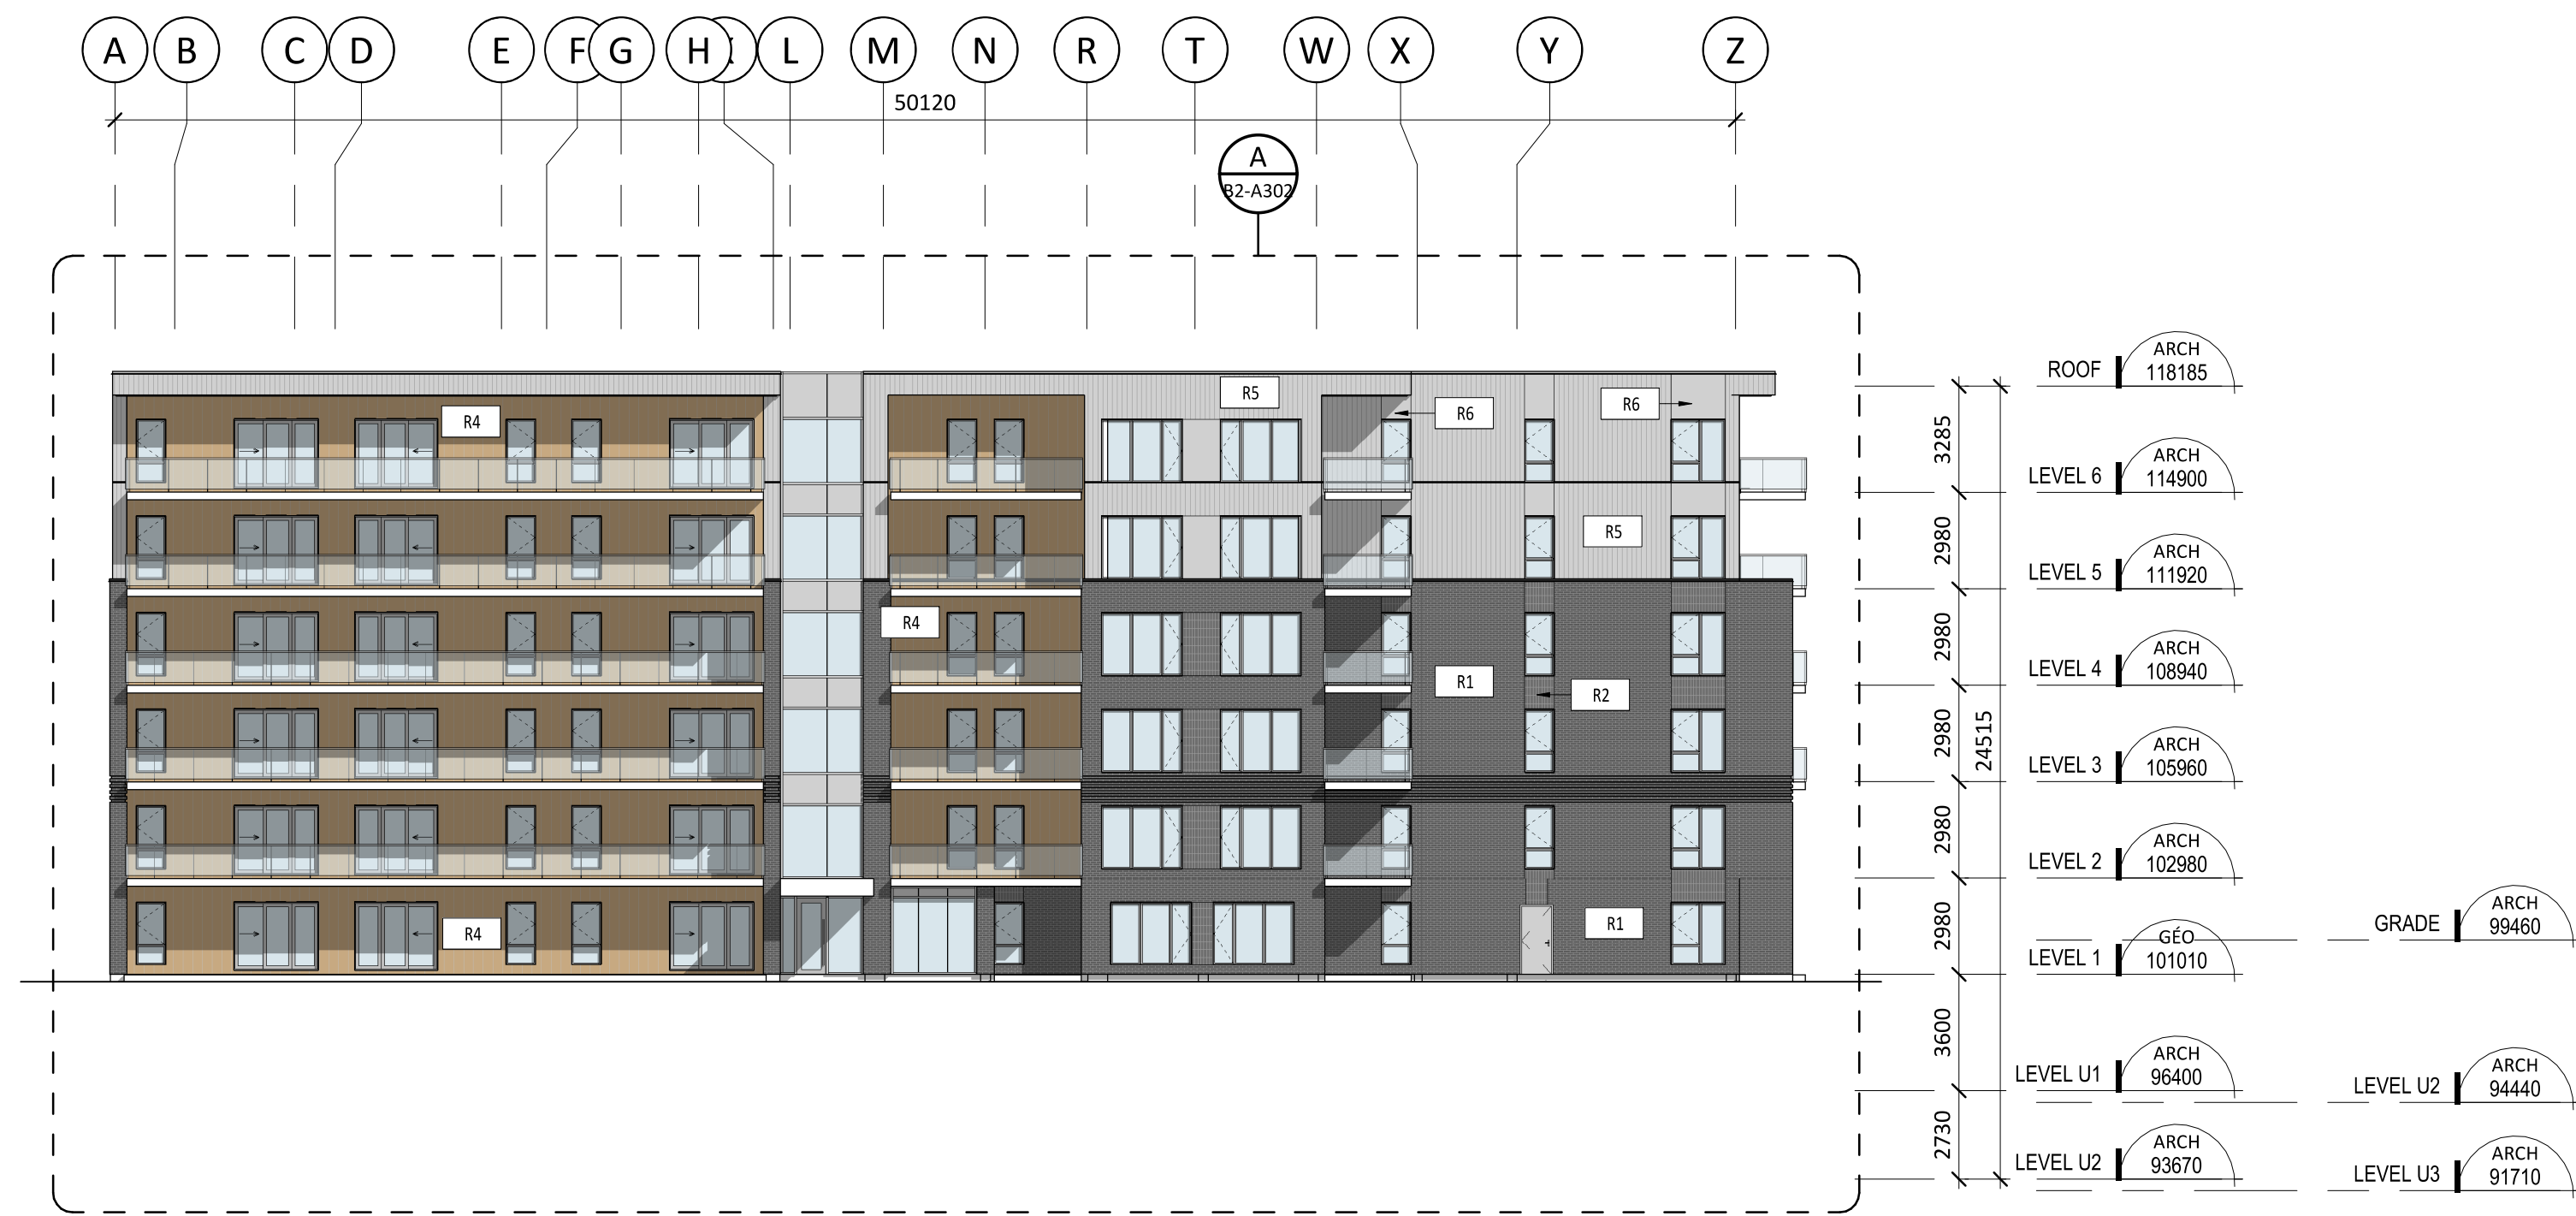 A B C D E F G H K L M N R T W X Y Z
50120
A
B2-A302
ROOF
ARCH
118185
3285
LEVEL 6
ARCH
114900
2980
LEVEL 5
ARCH
111920
2980
LEVEL 4
ARCH
108940
2980
24515
LEVEL 3
ARCH
105960
2980
LEVEL 2
ARCH
102980
2980
LEVEL 1
GÉO
101010
GRADE
ARCH
99460
3600
LEVEL U1
ARCH
96400
LEVEL U2
ARCH
94440
2730
LEVEL U2
ARCH
93670
LEVEL U3
ARCH
91710
R4
R5
R6
R6
R5
R4
R1
R2
R4
R1